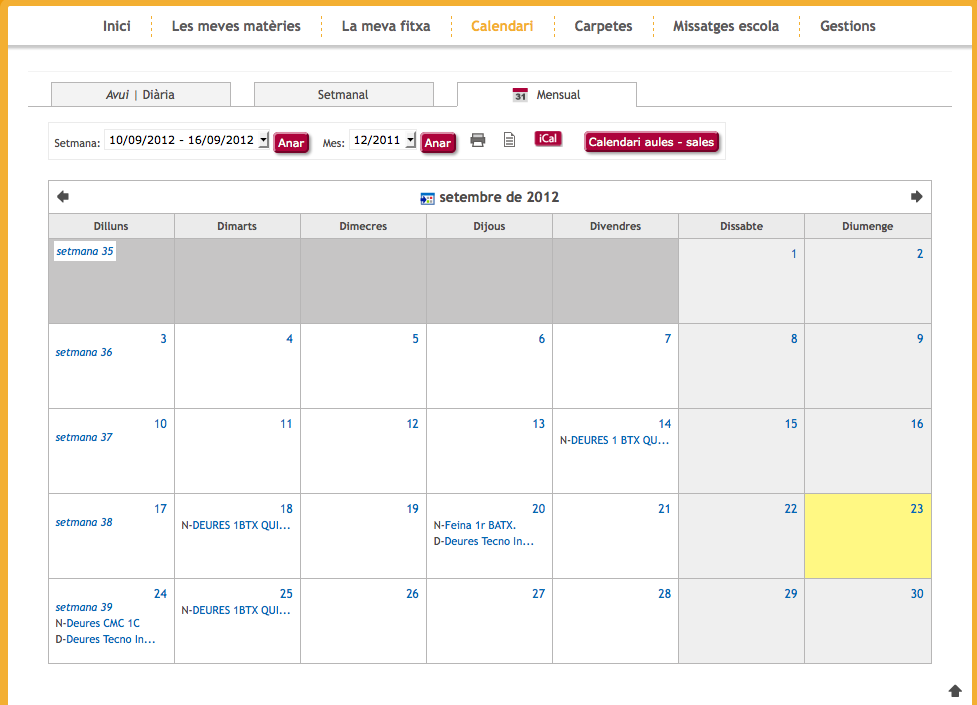 Inici Les meves matèries La meva fitxa Calendari Carpetes Missatges escola Gestions
Avui | Diària Setmanal 31 Mensual
Setmana: 10/09/2012 - 16/09/2012 Anar Mes: 12/2011 Anar iCal Calendari aules - sales
setembre de 2012
Dilluns Dimarts Dimecres Dijous Divendres Dissabte Diumenge
setmana 35 1 2
3 4 5 6 7 8 9
setmana 36
10 11 12 13 14 15 16
setmana 37 N-DEURES 1 BTX QU...
17 18 19 20 21 22 23
setmana 38 N-DEURES 1BTX QUI... N-Feina 1r BATX.
D-Deures Tecno In...
24 25 26 27 28 29 30
setmana 39 N-DEURES 1BTX QUI...
N-Deures CMC 1C
D-Deures Tecno In...